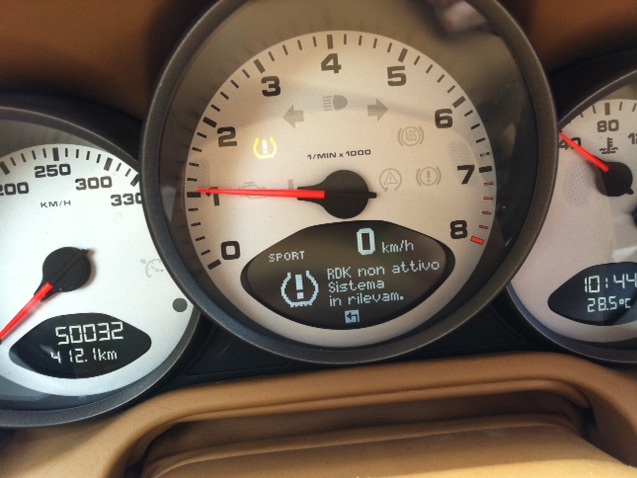 200
250
300
330
KM/H
50032
412.1km
0
1
2
3
4
5
6
7
8
1/MIN x 1000
SPORT
0 km/h
RDK non attivo
Sistema
in rilevam.
40
80
10:44
28.5°C